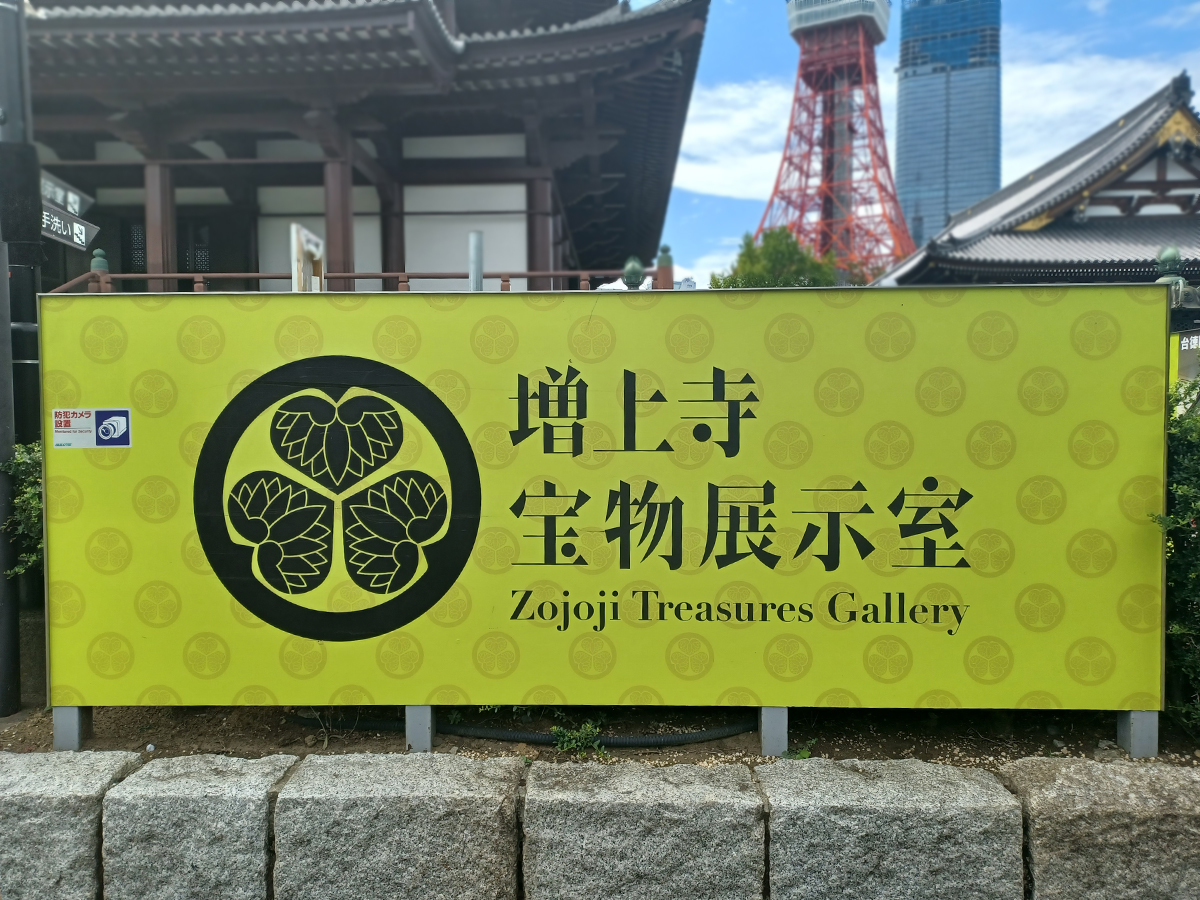 手洗い
防犯カメラ
設置
増上寺
宝物展示室
Zojoji Treasures Gallery